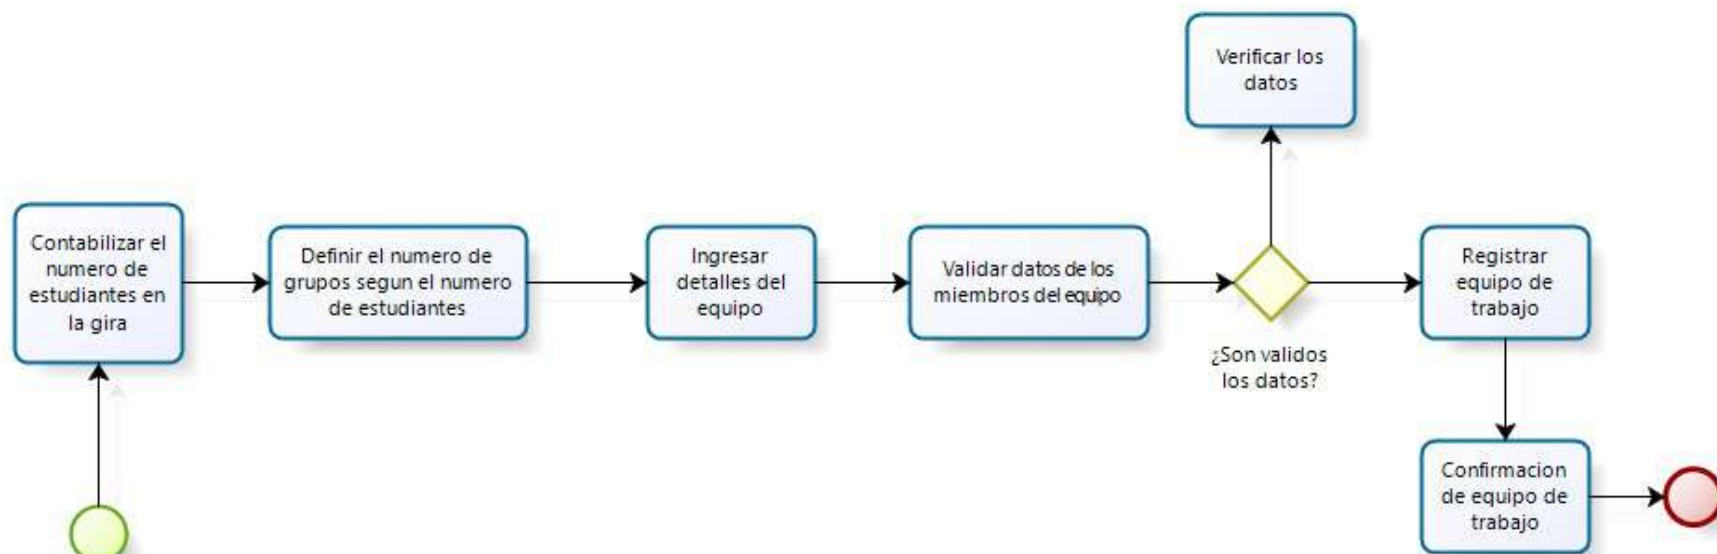 Verificar los
datos
Contabilizar el
numero de
estudiantes en
la gira
Definir el numero de
grupos segun el numero
de estudiantes
Ingresar
detalles del
equipo
Validar datos de los
miembros del equipo
¿Son validos
los datos?
Registrar
equipo de
trabajo
Confirmacion
de equipo de
trabajo